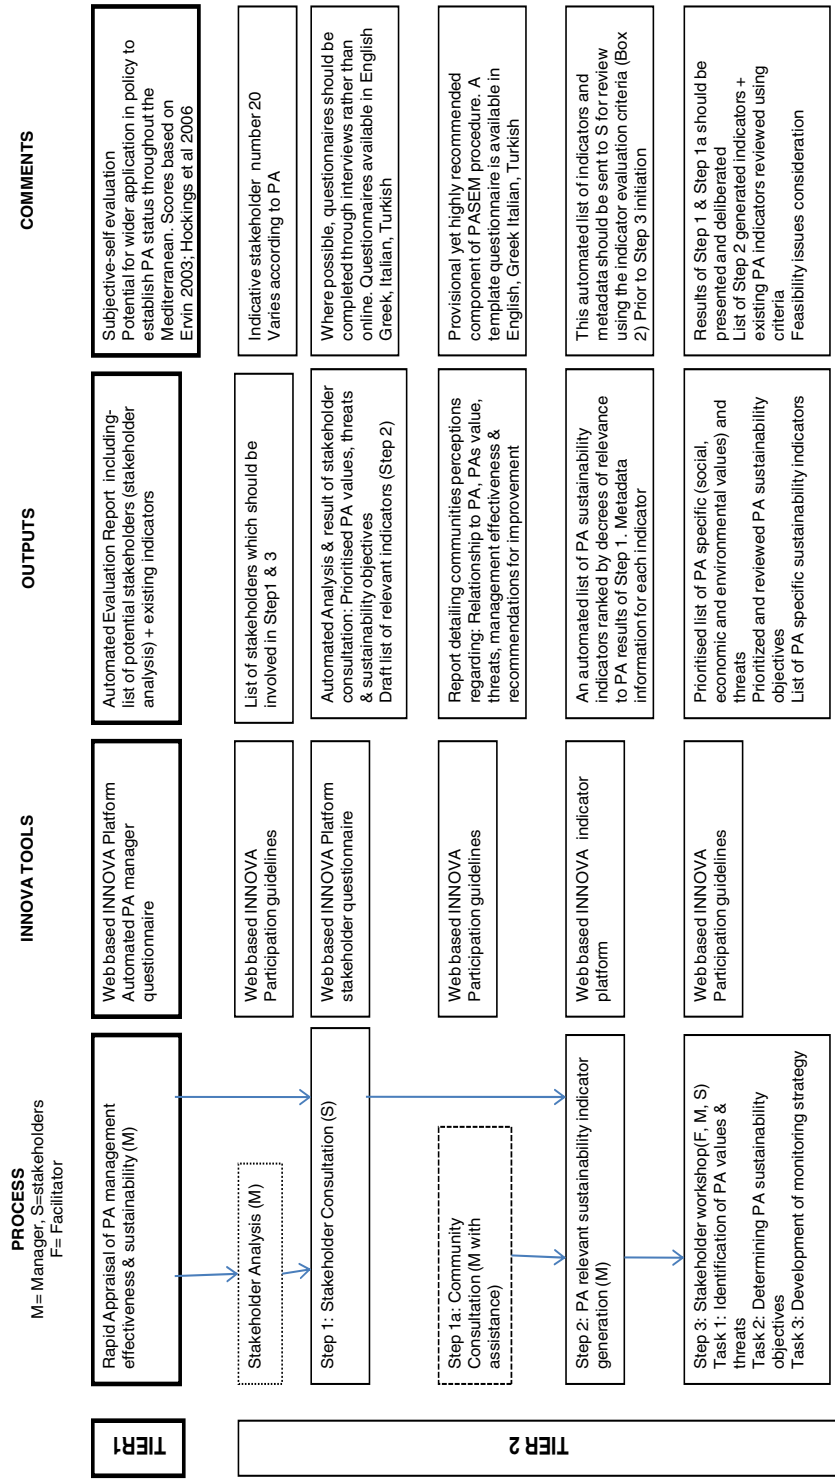 PROCESS
M= Manager, S=stakeholders
F= Facilitator
INNOVA TOOLS
OUTPUTS
COMMENTS
TIER1
Rapid Appraisal of PA management
effectiveness & sustainability (M)
Web based INNOVA Platform
Automated PA manager
questionnaire
Automated Evaluation Report including-
list of potential stakeholders (stakeholder
analysis) + existing indicators
Subjective-self evaluation
Potential for wider application in policy to
establish PA status throughout the
Mediterranean. Scores based on
Ervin 2003; Hockings et al 2006
TIER 2
Stakeholder Analysis (M)
Web based INNOVA
Participation guidelines
List of stakeholders which should be
involved in Step1 & 3
Indicative stakeholder number 20
Varies according to PA
Step 1: Stakeholder Consultation (S)
Web based INNOVA Platform
stakeholder questionnaire
Automated Analysis & result of stakeholder
consultation: Prioritised PA values, threats
& sustainability objectives
Draft list of relevant indicators (Step 2)
Where possible, questionnaires should be
completed through interviews rather than
online. Questionnaires available in English
Greek, Italian, Turkish
Step 1a: Community
Consultation (M with
assistance)
Web based INNOVA
Participation guidelines
Report detailing communities perceptions
regarding: Relationship to PA, PAs value,
threats, management effectiveness &
recommendations for improvement
Provisional yet highly recommended
component of PASEM procedure. A
template questionnaire is available in
English, Greek Italian, Turkish
Step 2: PA relevant sustainability indicator
generation (M)
Web based INNOVA indicator
platform
An automated list of PA sustainability
indicators ranked by decrees of relevance
to PA results of Step 1. Metadata
information for each indicator
This automated list of indicators and
metadata should be sent to S for review
using the indicator evaluation criteria (Box
2) Prior to Step 3 initiation
Step 3: Stakeholder workshop(F, M, S)
Task 1: Identification of PA values &
threats
Task 2: Determining PA sustainability
objectives
Task 3: Development of monitoring strategy
Web based INNOVA
Participation guidelines
Prioritised list of PA specific (social,
economic and environmental values) and
threats
Prioritized and reviewed PA sustainability
objectives
List of PA specific sustainability indicators
Results of Step 1 & Step 1a should be
presented and deliberated
List of Step 2 generated indicators +
existing PA indicators reviewed using
criteria
Feasibility issues consideration